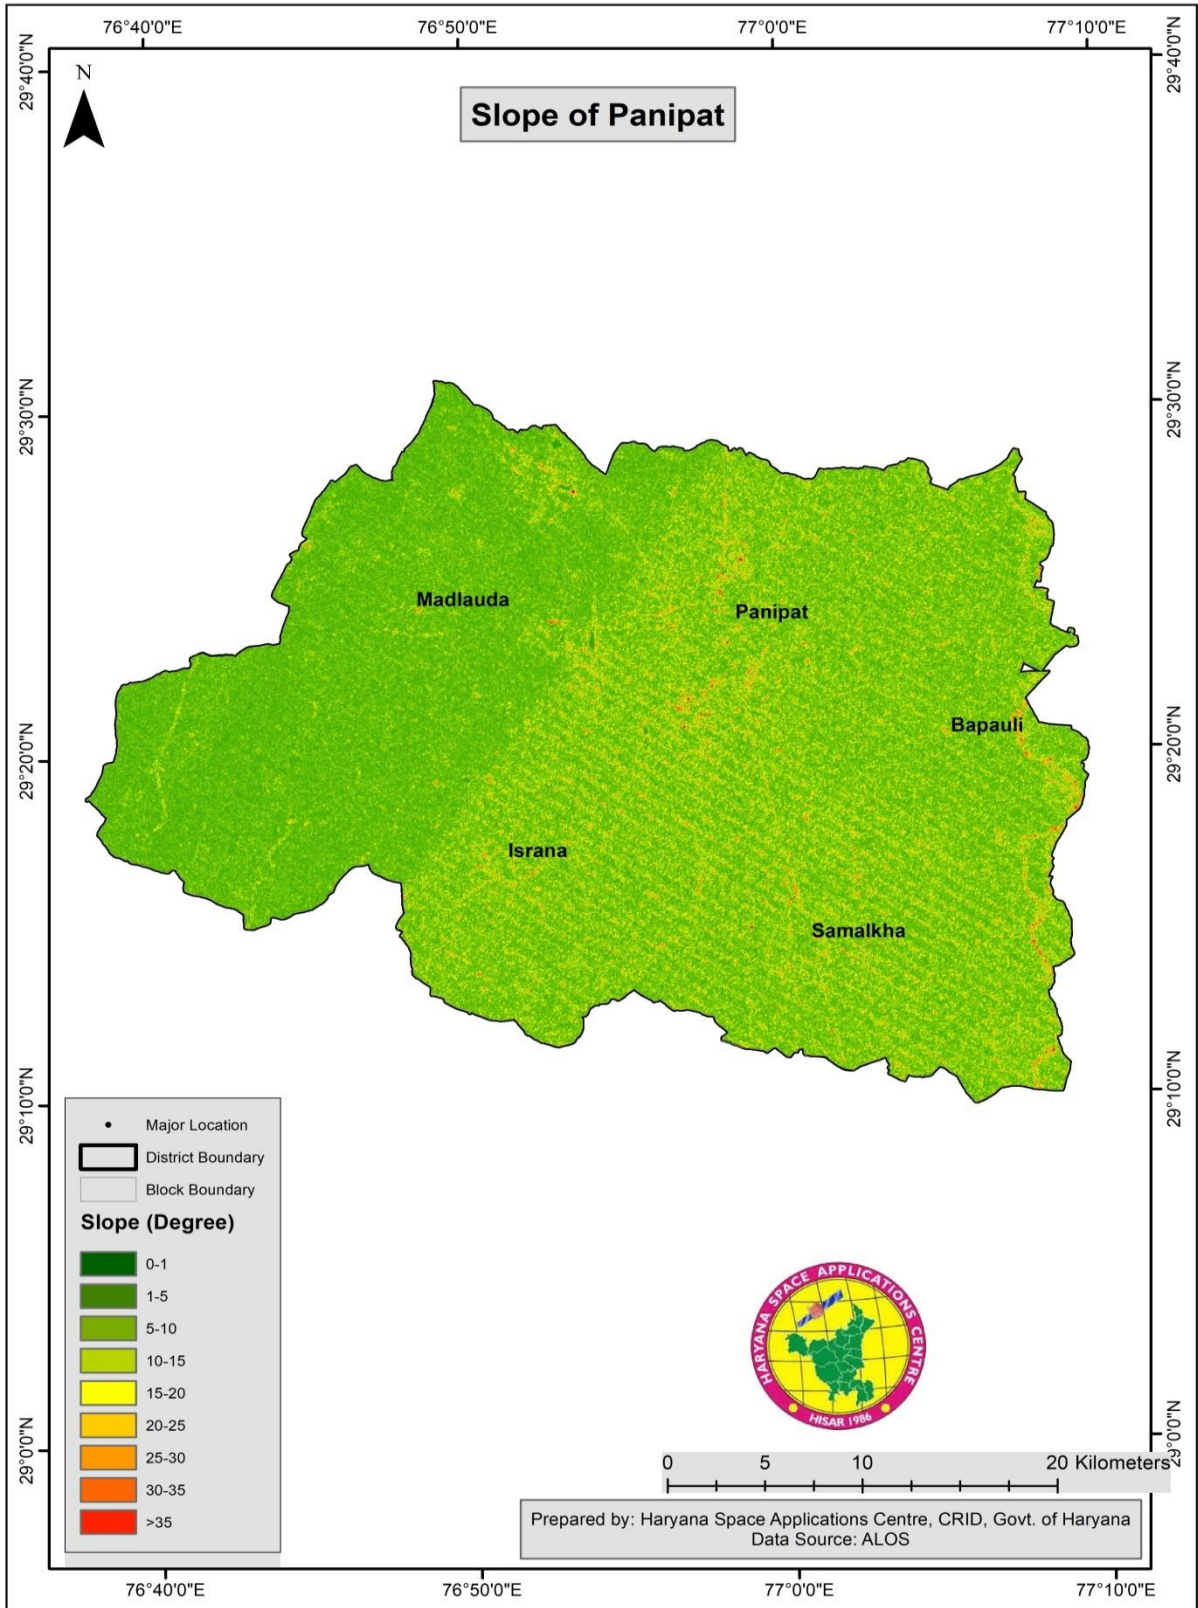 76°40'0"E
76°50'0"E
77°0'0"E
77°10'0"E
29°40'0"N
29°40'0"N
N
Slope of Panipat
29°30'0"N
29°30'0"N
Madlauda
Panipat
Bapauli
29°20'0"N
29°20'0"N
Israna
Samalkha
29°10'0"N
29°10'0"N
Major Location
District Boundary
Block Boundary
Slope (Degree)
0-1
1-5
5-10
10-15
15-20
20-25
25-30
30-35
>35
HARYANA SPACE APPLICATIONS CENTRE
HISAR 1986
29°0'0"N
29°0'0"N
0 5 10 20 Kilometers
Prepared by: Haryana Space Applications Centre, CRID, Govt. of Haryana
Data Source: ALOS
76°40'0"E
76°50'0"E
77°0'0"E
77°10'0"E